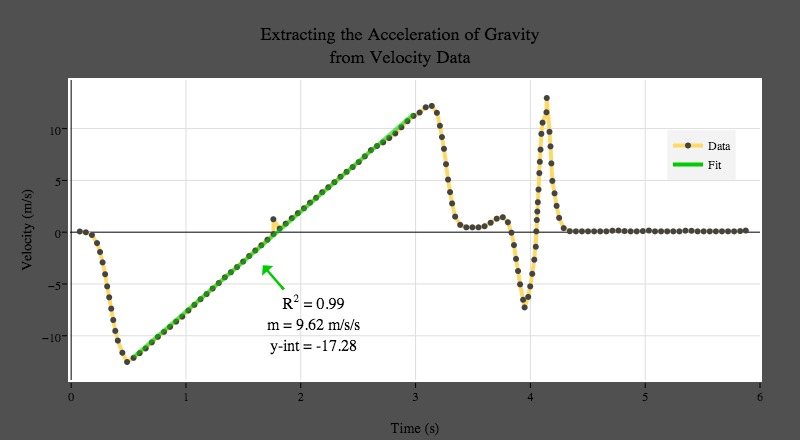 Extracting the Acceleration of Gravity
from Velocity Data
Velocity (m/s)
10
5
0
−5
−10
Data
Fit
R² = 0.99
m = 9.62 m/s/s
y-int = -17.28
0 1 2 3 4 5 6
Time (s)